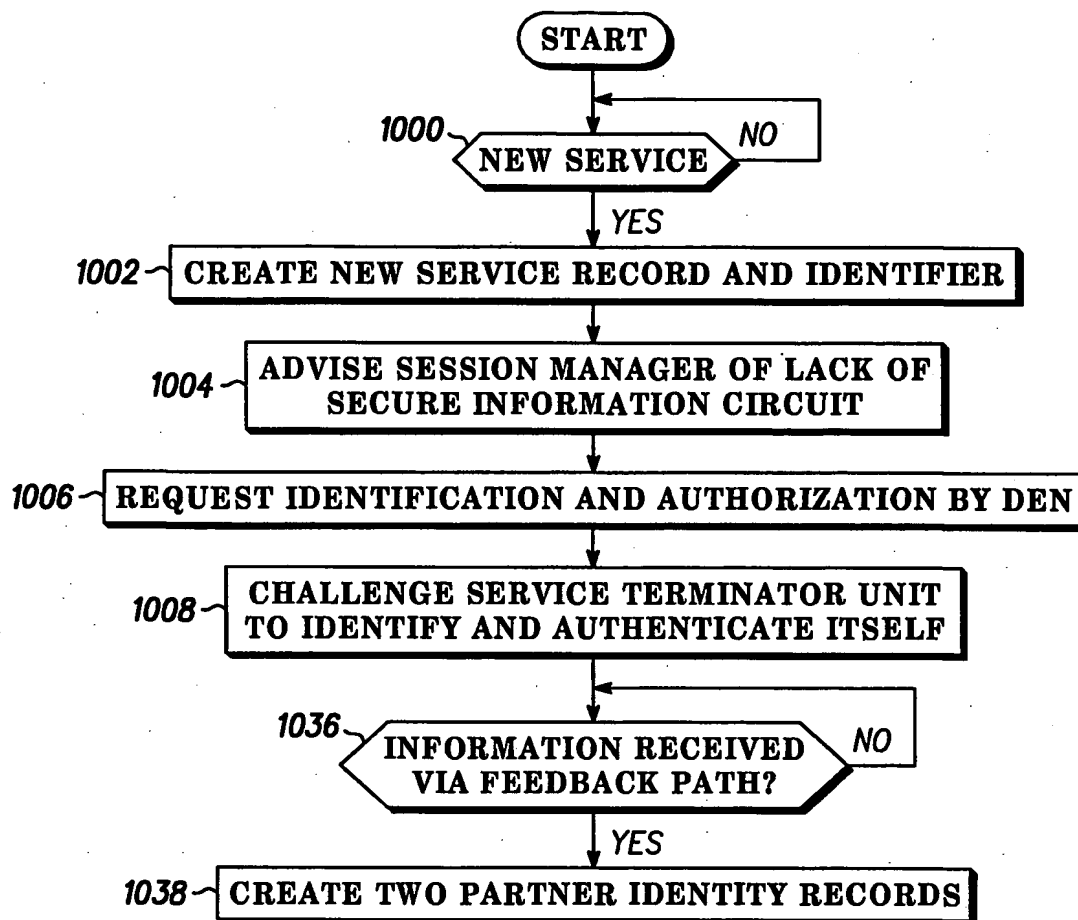 START
1000
NEW SERVICE
NO
YES
1002
CREATE NEW SERVICE RECORD AND IDENTIFIER
1004
ADVISE SESSION MANAGER OF LACK OF
SECURE INFORMATION CIRCUIT
1006
REQUEST IDENTIFICATION AND AUTHORIZATION BY DEN
1008
CHALLENGE SERVICE TERMINATOR UNIT
TO IDENTIFY AND AUTHENTICATE ITSELF
1036
INFORMATION RECEIVED
VIA FEEDBACK PATH?
NO
YES
1038
CREATE TWO PARTNER IDENTITY RECORDS